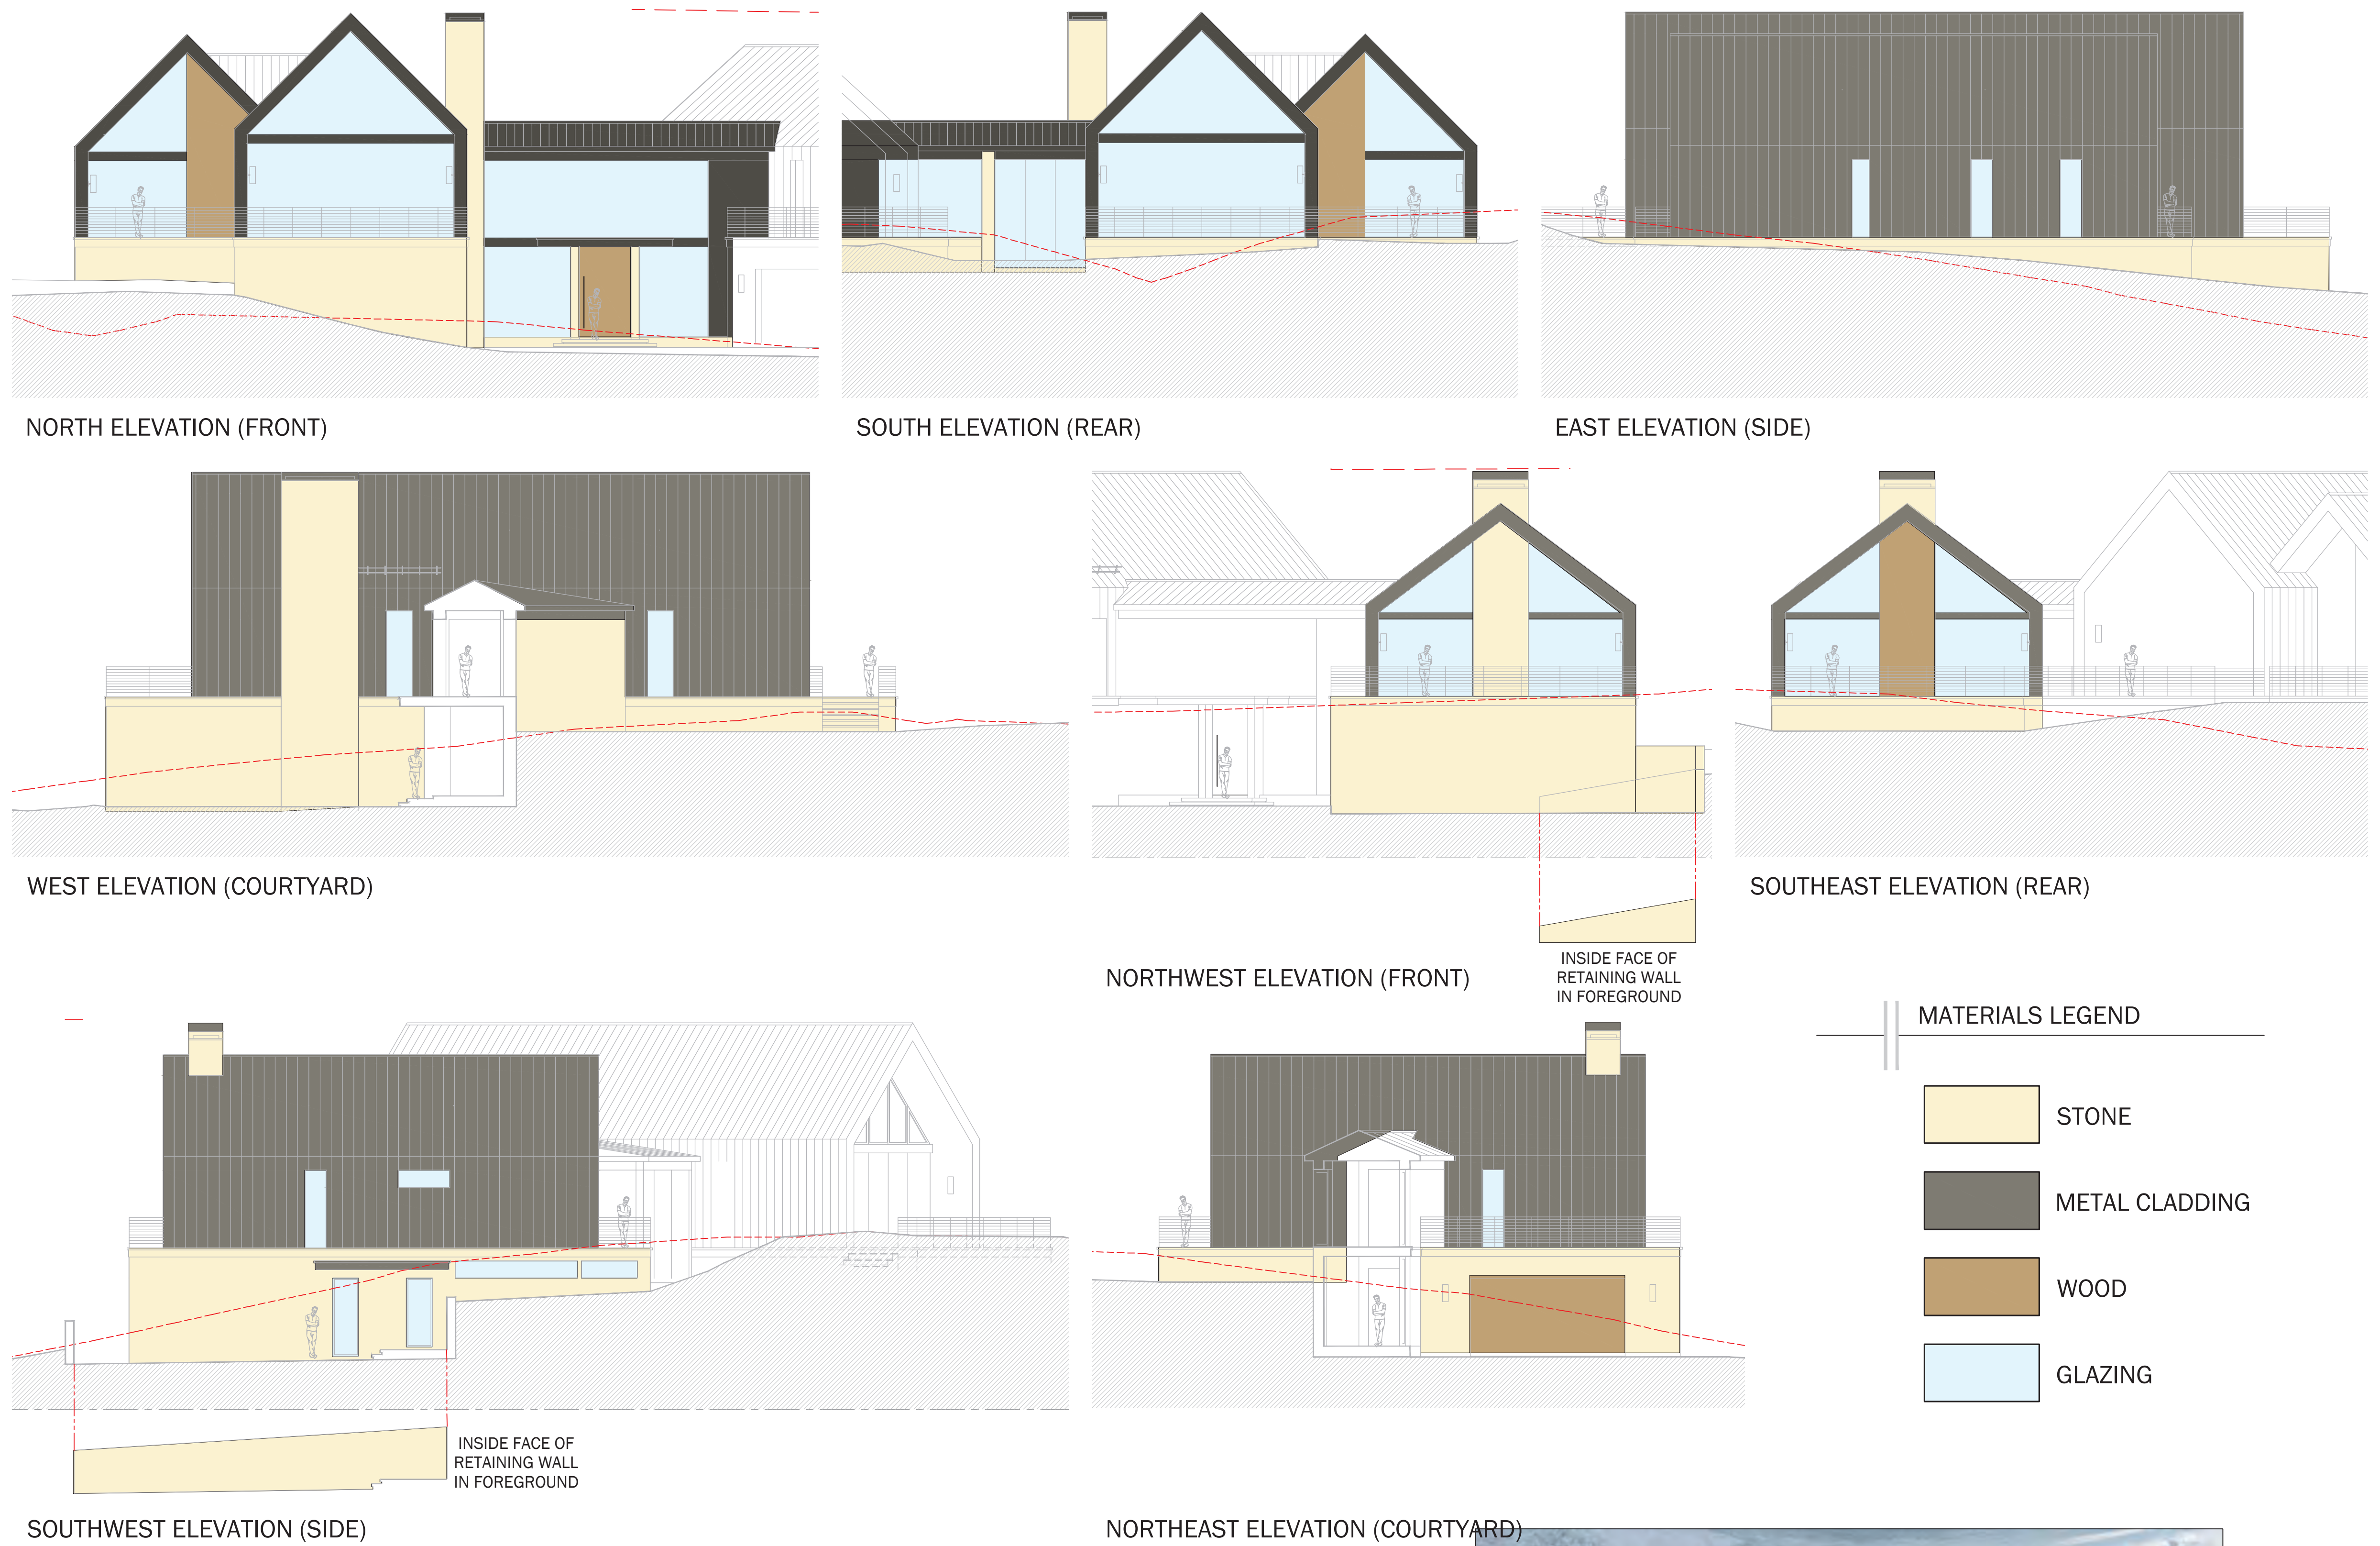 NORTH ELEVATION (FRONT)
SOUTH ELEVATION (REAR)
EAST ELEVATION (SIDE)
WEST ELEVATION (COURTYARD)
NORTHWEST ELEVATION (FRONT)
INSIDE FACE OF
RETAINING WALL
IN FOREGROUND
SOUTHEAST ELEVATION (REAR)
SOUTHWEST ELEVATION (SIDE)
INSIDE FACE OF
RETAINING WALL
IN FOREGROUND
NORTHEAST ELEVATION (COURTYARD)
MATERIALS LEGEND
STONE
METAL CLADDING
WOOD
GLAZING